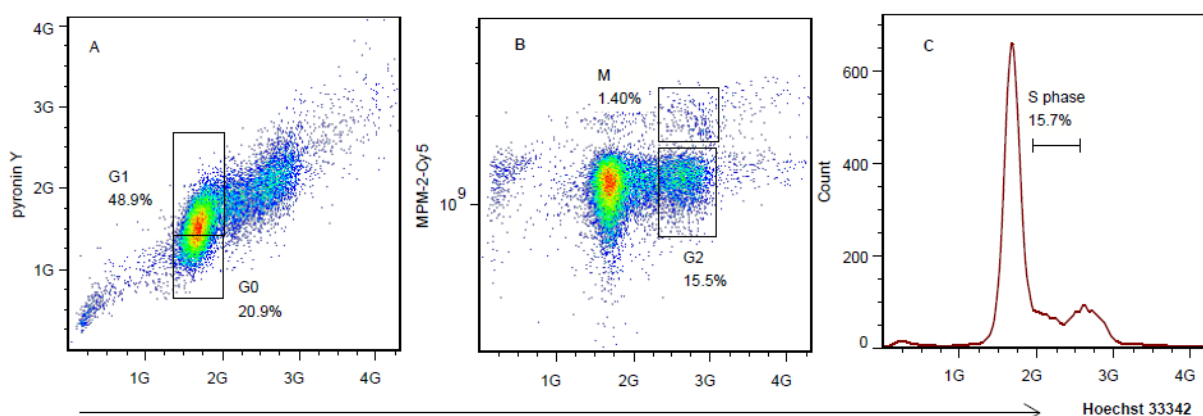 A
4G
3G
2G
1G
pyronin Y
G1
48.9%
G0
20.9%
1G
2G
3G
4G
B
M
1.40%
MPM-2-Cy5
10^9
G2
15.5%
1G
2G
3G
4G
C
600
400
200
0
Count
S phase
15.7%
1G
2G
3G
4G
Hoechst 33342